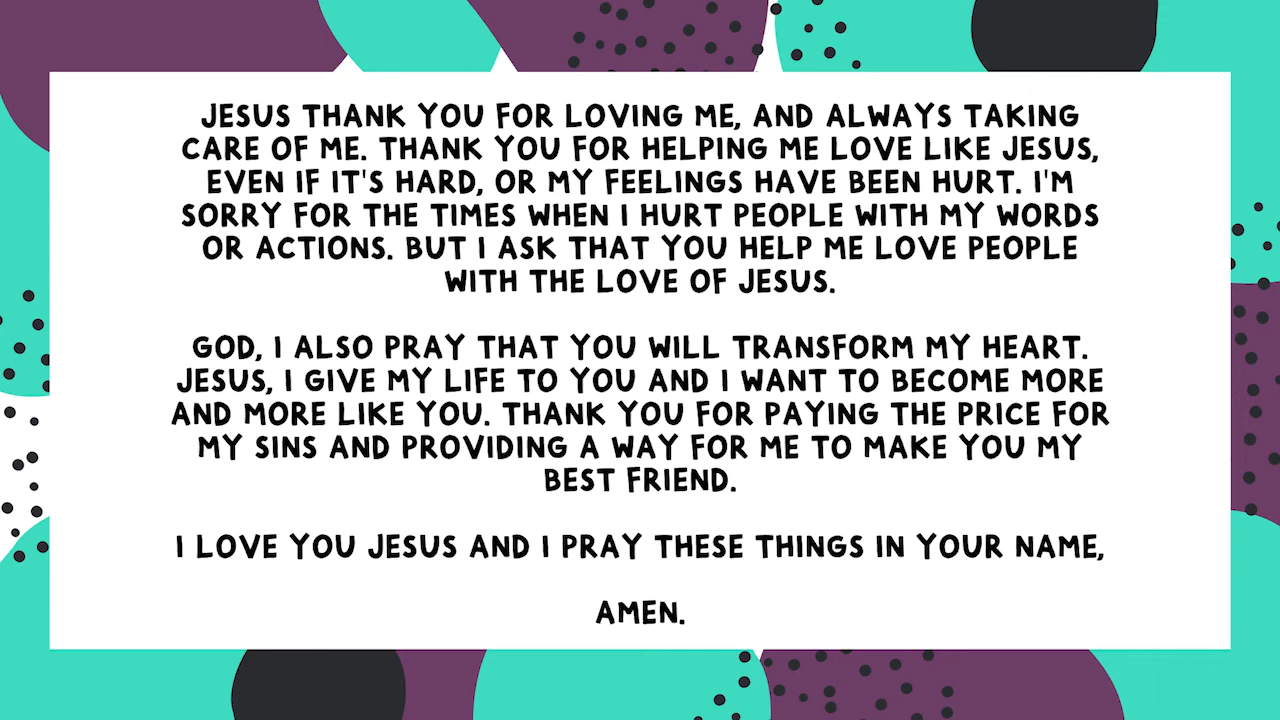 JESUS THANK YOU FOR LOVING ME, AND ALWAYS TAKING
CARE OF ME. THANK YOU FOR HELPING ME LOVE LIKE JESUS,
EVEN IF IT'S HARD, OR MY FEELINGS HAVE BEEN HURT. I'M
SORRY FOR THE TIMES WHEN I HURT PEOPLE WITH MY WORDS
OR ACTIONS. BUT I ASK THAT YOU HELP ME LOVE PEOPLE
WITH THE LOVE OF JESUS.
GOD, I ALSO PRAY THAT YOU WILL TRANSFORM MY HEART.
JESUS, I GIVE MY LIFE TO YOU AND I WANT TO BECOME MORE
AND MORE LIKE YOU. THANK YOU FOR PAYING THE PRICE FOR
MY SINS AND PROVIDING A WAY FOR ME TO MAKE YOU MY
BEST FRIEND.
I LOVE YOU JESUS AND I PRAY THESE THINGS IN YOUR NAME,
AMEN.